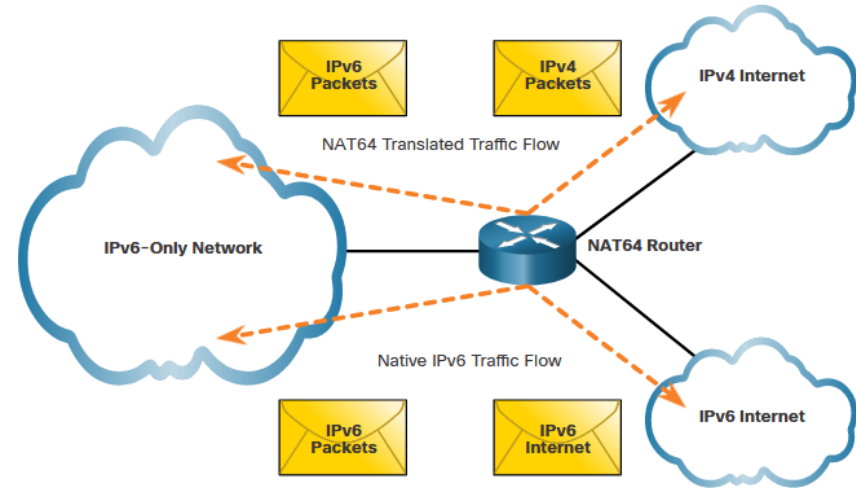 IPv6
Packets
IPv4
Packets
IPv4 Internet
NAT64 Translated Traffic Flow
IPv6-Only Network
NAT64 Router
Native IPv6 Traffic Flow
IPv6
Packets
IPv6
Internet
IPv6 Internet